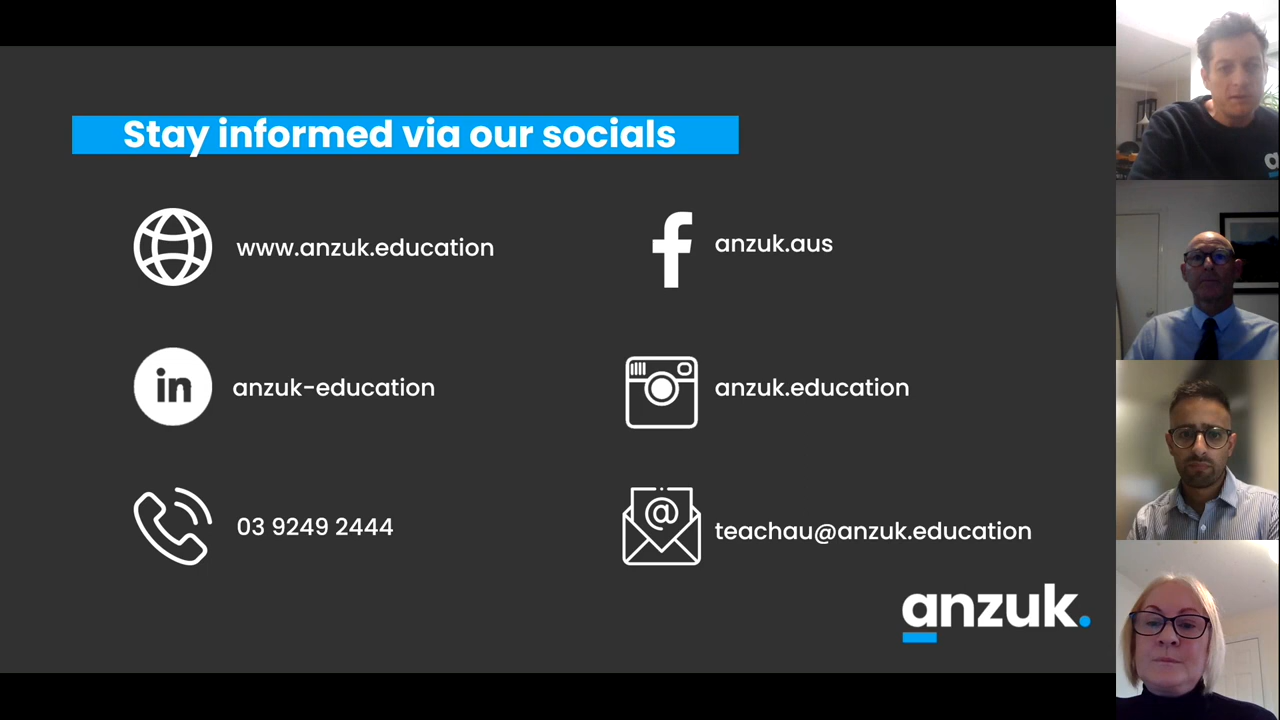 Stay informed via our socials
www.anzuk.education
anzuk.aus
in
anzuk-education
anzuk.education
03 9249 2444
@
teachau@anzuk.education
anzuk.